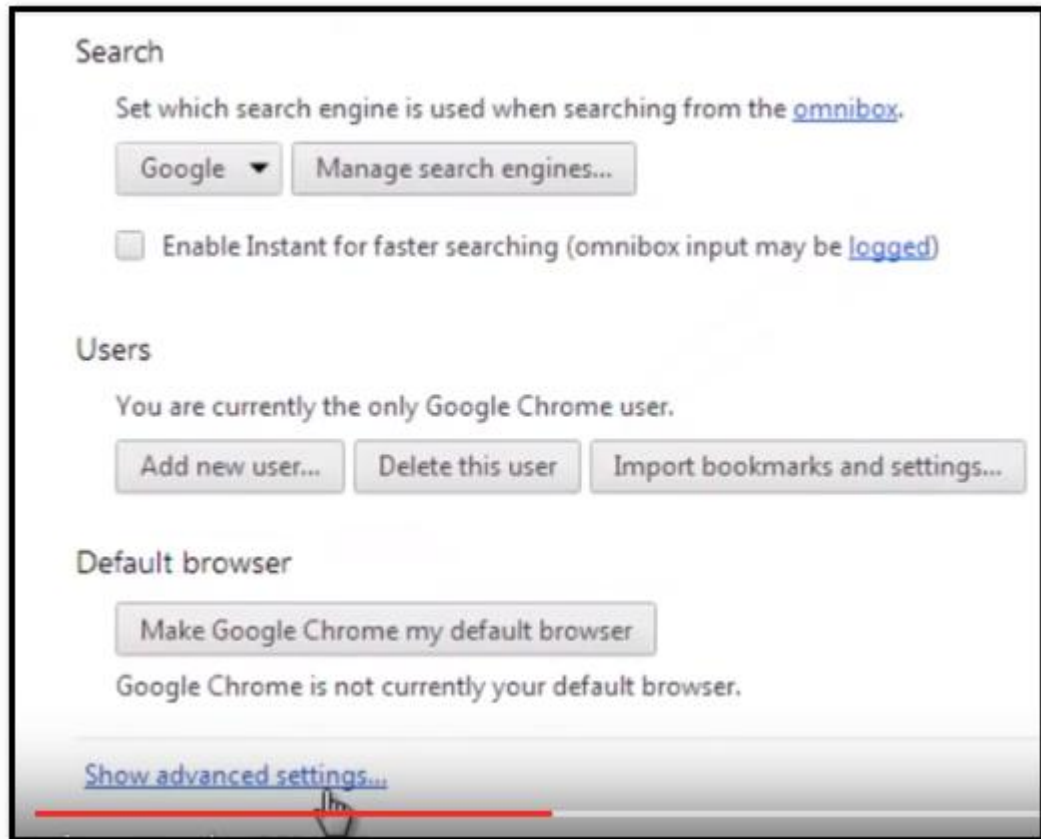 Search
Set which search engine is used when searching from the omnibox.
Google Manage search engines...
Enable Instant for faster searching (omnibox input may be logged)
Users
You are currently the only Google Chrome user.
Add new user... Delete this user Import bookmarks and settings...
Default browser
Make Google Chrome my default browser
Google Chrome is not currently your default browser.
Show advanced settings...